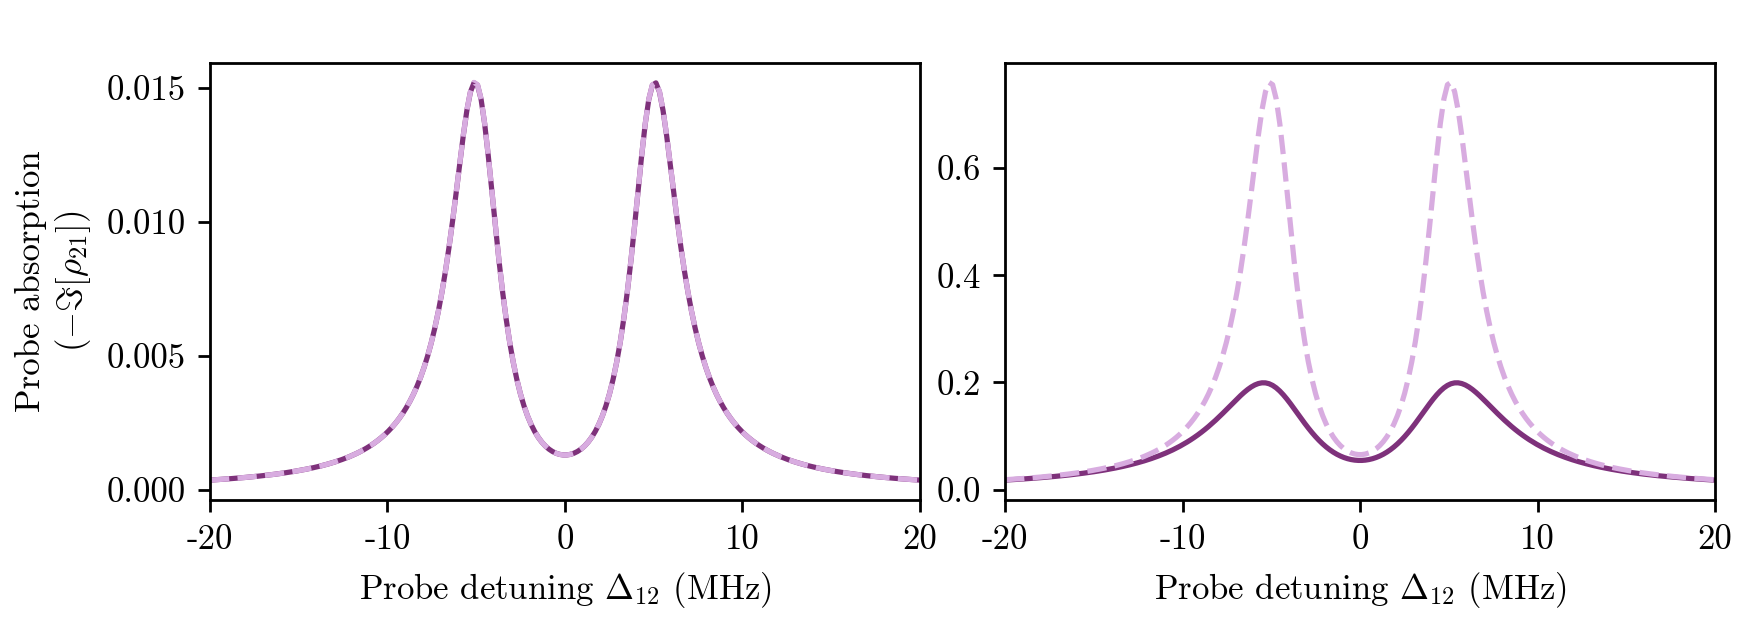 Probe absorption
(−ℑ[ρ₂₁])
0.015
0.010
0.005
0.000
-20 -10 0 10 20
Probe detuning Δ₁₂ (MHz)
0.6
0.4
0.2
0.0
-20 -10 0 10 20
Probe detuning Δ₁₂ (MHz)